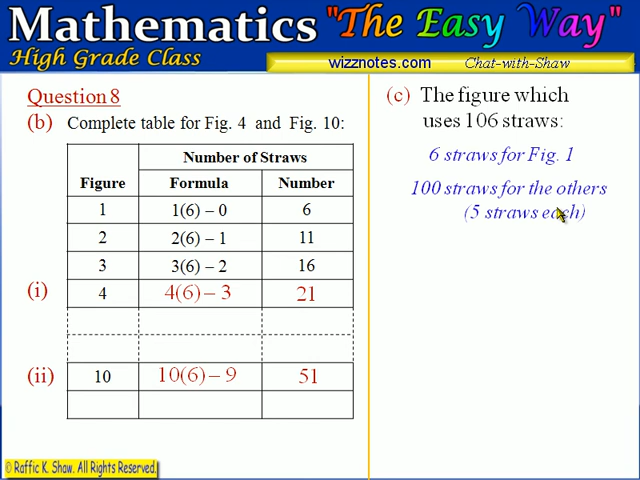 Mathematics "The Easy Way"
High Grade Class
wizznotes.com Chat-with-Shaw
Question 8
(b) Complete table for Fig. 4 and Fig. 10:
Number of Straws
Figure Formula Number
1 1(6) – 0 6
2 2(6) – 1 11
3 3(6) – 2 16
(i) 4 4(6) – 3 21
(ii) 10 10(6) – 9 51
(c) The figure which
uses 106 straws:
6 straws for Fig. 1
100 straws for the others
(5 straws each)
© Raffic K. Shaw. All Rights Reserved.